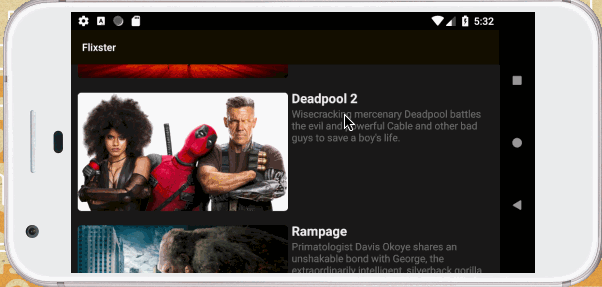 5:32
Flixster
Deadpool 2
Wisecracking mercenary Deadpool battles
the evil and powerful Cable and other bad
guys to save a boy's life.
Rampage
Primatologist Davis Okoye shares an
unshakable bond with George, the
extraordinarily intelligent, silverback gorilla